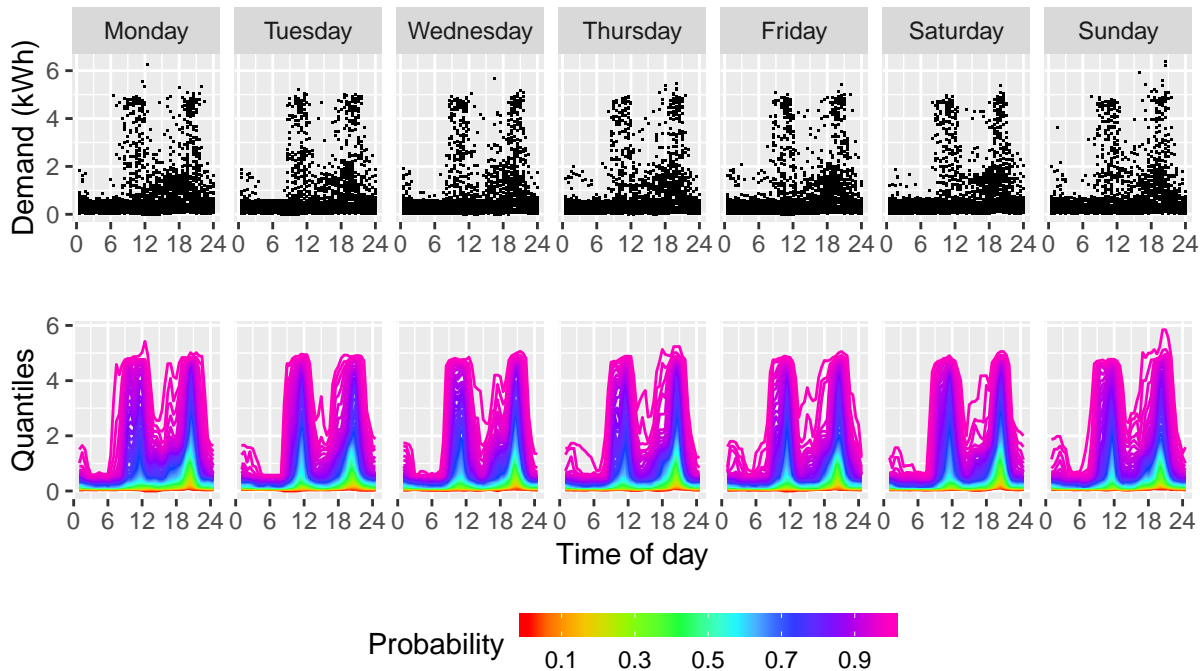 Monday Tuesday Wednesday Thursday Friday Saturday Sunday
Demand (kWh)
6
4
2
0
0 6 12 18 24 0 6 12 18 24 0 6 12 18 24 0 6 12 18 24 0 6 12 18 24 0 6 12 18 24 0 6 12 18 24
Quantiles
6
4
2
0
0 6 12 18 24 0 6 12 18 24 0 6 12 18 24 0 6 12 18 24 0 6 12 18 24 0 6 12 18 24 0 6 12 18 24
Time of day
Probability
0.1 0.3 0.5 0.7 0.9